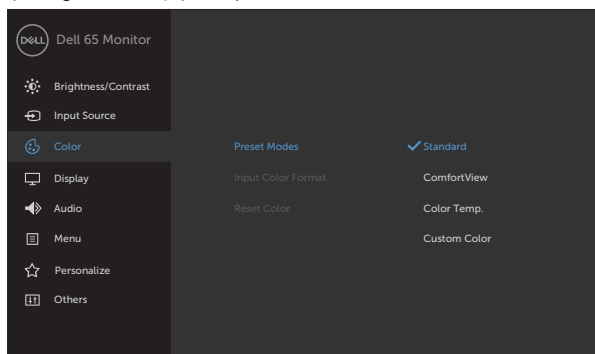 DELL Dell 65 Monitor
Brightness/Contrast
Input Source
Color Preset Modes Standard
Display Input Color Format ComfortView
Audio Reset Color Color Temp.
Menu Custom Color
Personalize
Others